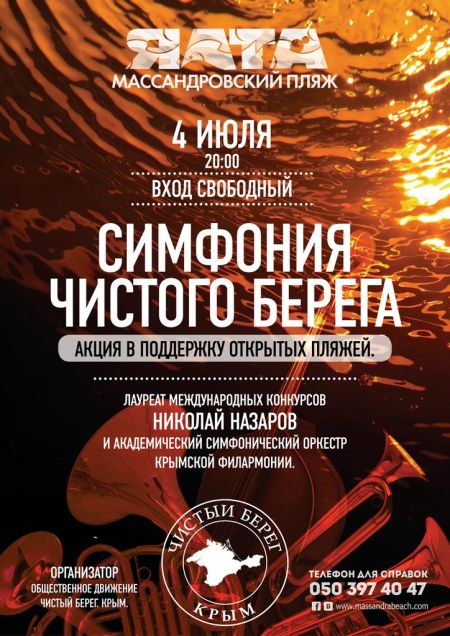 ЯЛТА
МАССАНДРОВСКИЙ ПЛЯЖ
4 ИЮЛЯ
20:00
ВХОД СВОБОДНЫЙ
СИМФОНИЯ
ЧИСТОГО БЕРЕГА
АКЦИЯ В ПОДДЕРЖКУ ОТКРЫТЫХ ПЛЯЖЕЙ.
ЛАУРЕАТ МЕЖДУНАРОДНЫХ КОНКУРСОВ
НИКОЛАЙ НАЗАРОВ
И АКАДЕМИЧЕСКИЙ СИМФОНИЧЕСКИЙ ОРКЕСТР
КРЫМСКОЙ ФИЛАРМОНИИ.
ЧИСТЫЙ БЕРЕГ
КРЫМ
ОРГАНИЗАТОР
ОБЩЕСТВЕННОЕ ДВИЖЕНИЕ
ЧИСТЫЙ БЕРЕГ. КРЫМ.
ТЕЛЕФОН ДЛЯ СПРАВОК
050 397 40 47
f B www.massandrabeach.com